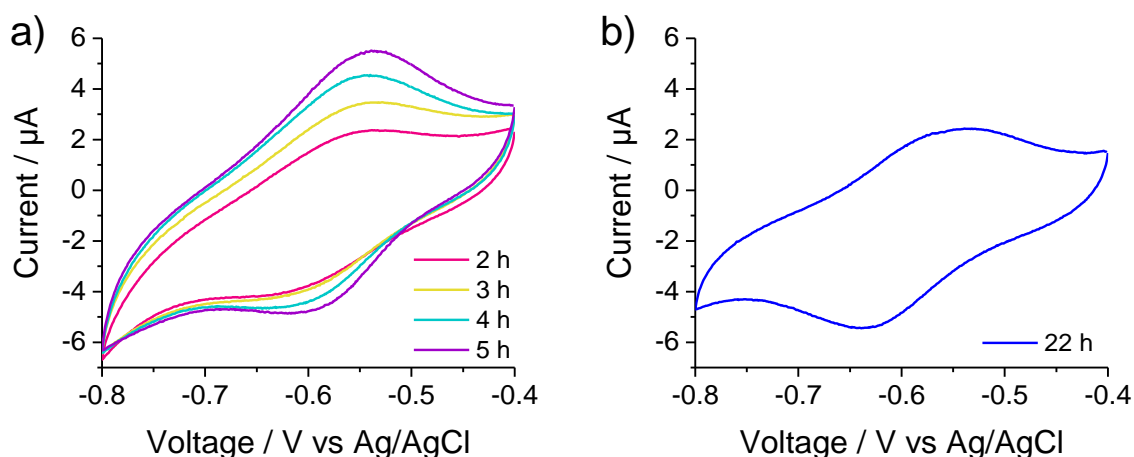 a)
6
4
2
0
-2
-4
-6
Current / µA
2 h
3 h
4 h
5 h
-0.8 -0.7 -0.6 -0.5 -0.4
Voltage / V vs Ag/AgCl
b)
6
4
2
0
-2
-4
-6
Current / µA
22 h
-0.8 -0.7 -0.6 -0.5 -0.4
Voltage / V vs Ag/AgCl